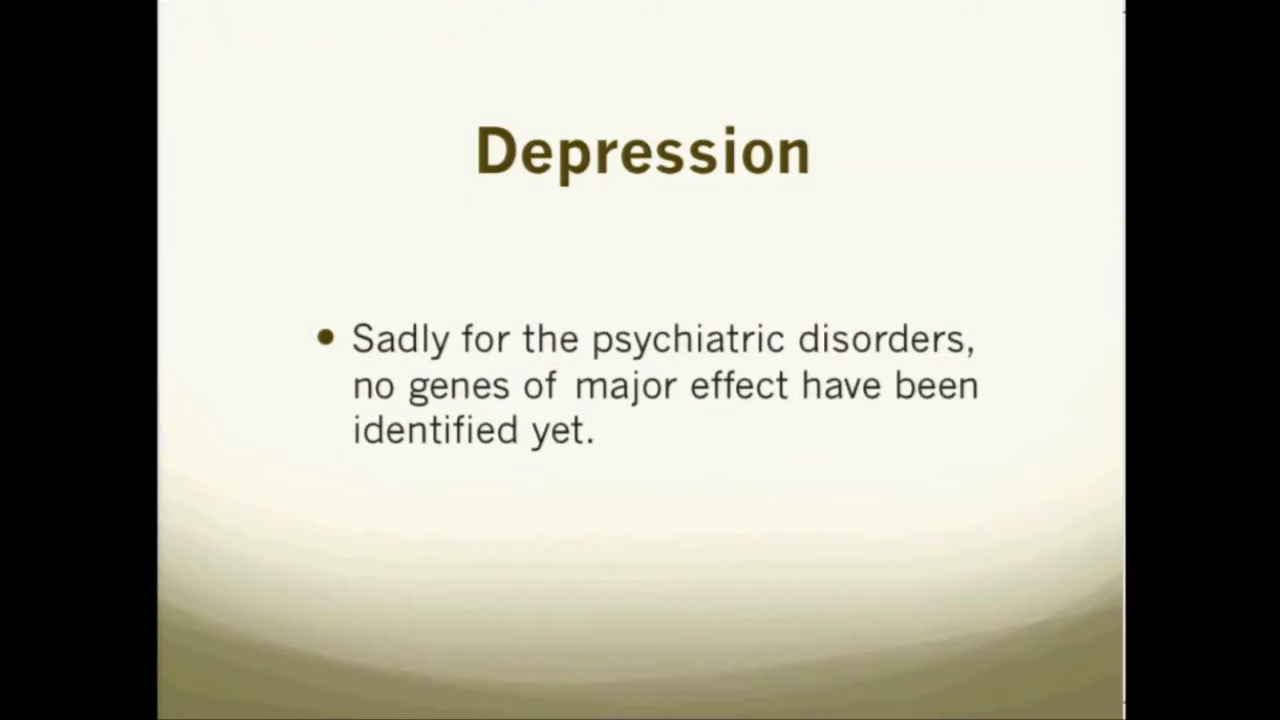 Depression
• Sadly for the psychiatric disorders,
no genes of major effect have been
identified yet.